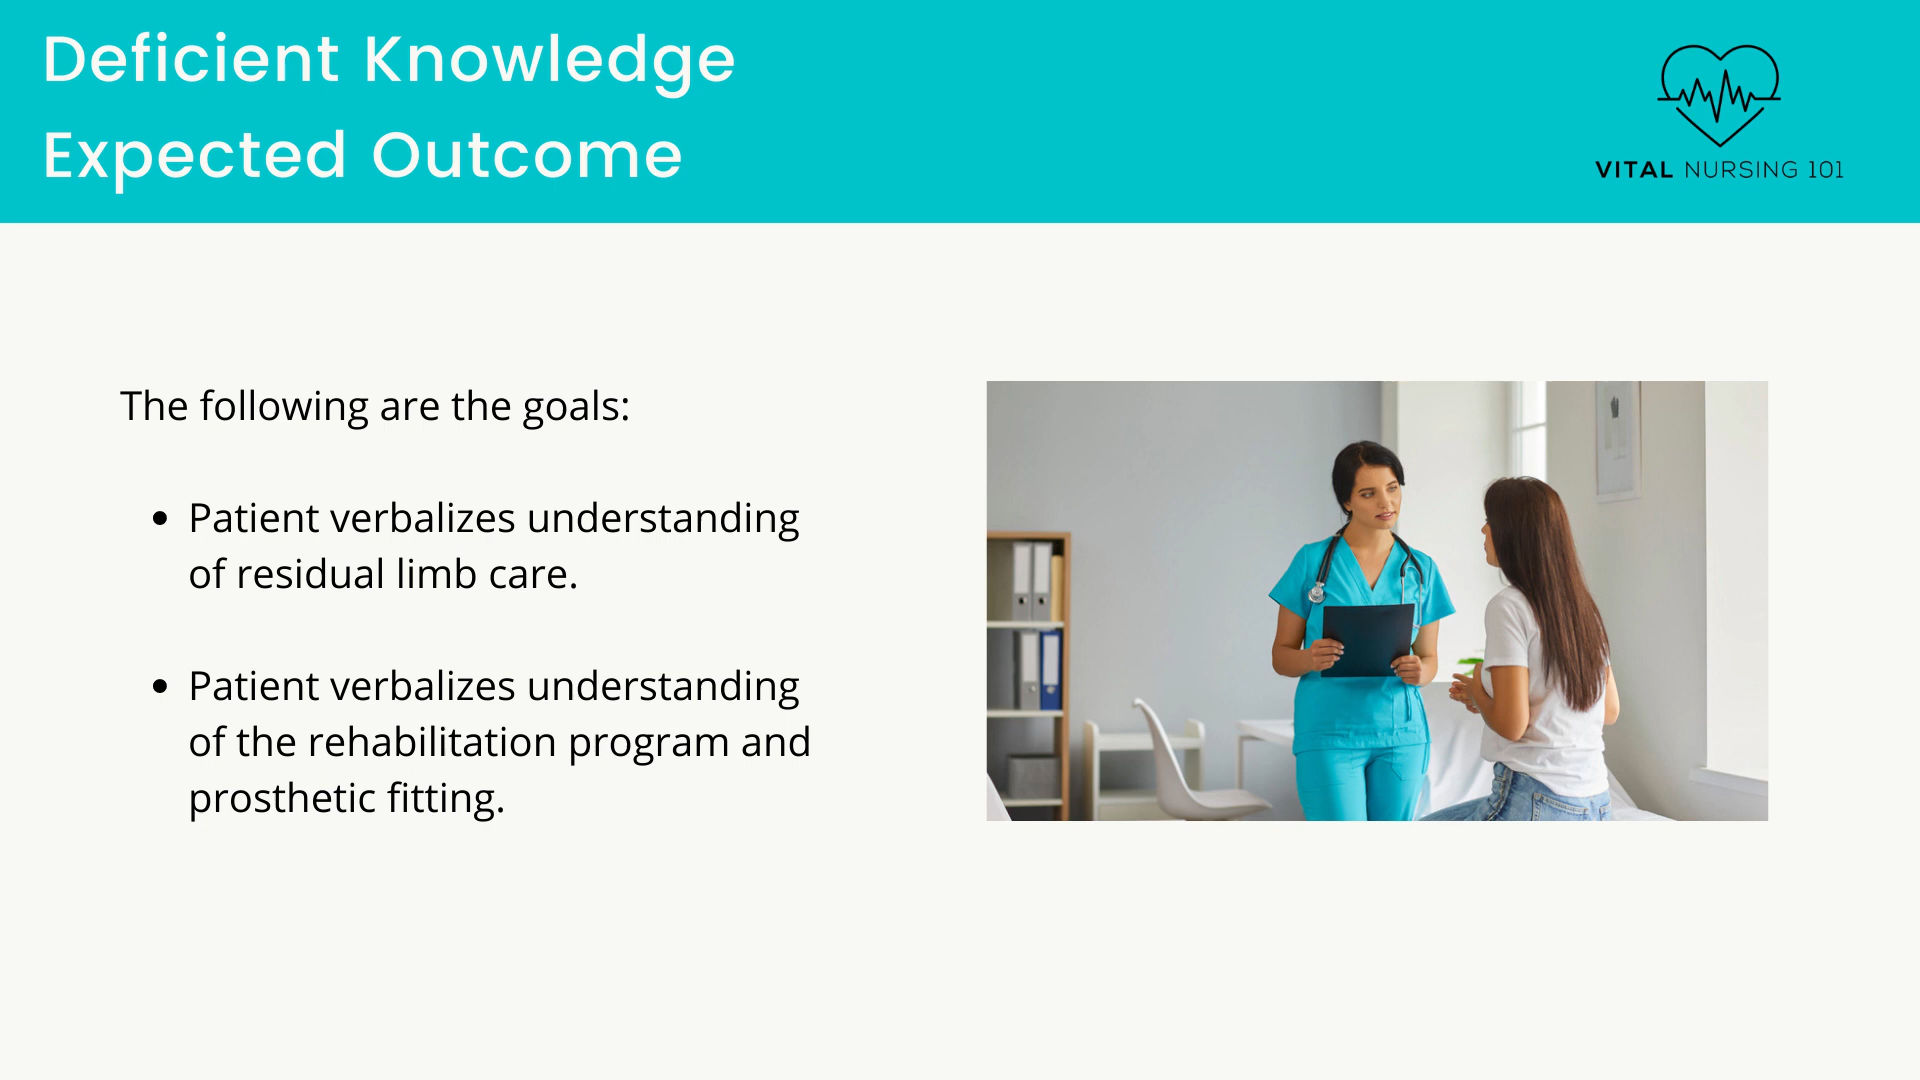 Deficient Knowledge
Expected Outcome
VITAL NURSING 101
The following are the goals:
• Patient verbalizes understanding
of residual limb care.
• Patient verbalizes understanding
of the rehabilitation program and
prosthetic fitting.